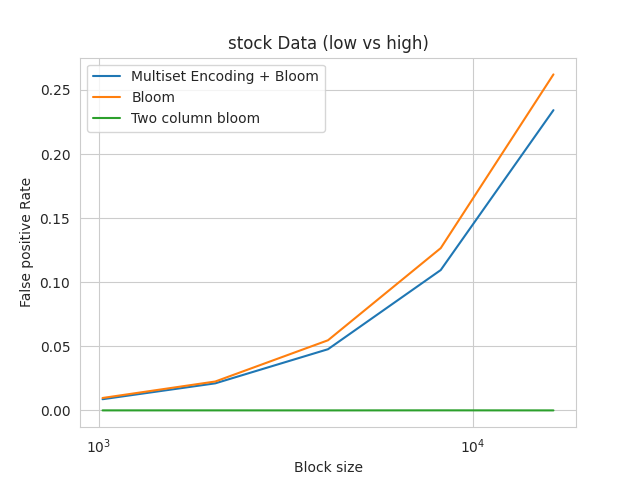 stock Data (low vs high)
Multiset Encoding + Bloom
Bloom
Two column bloom
0.25
0.20
0.15
0.10
0.05
0.00
False positive Rate
10³
10⁴
Block size